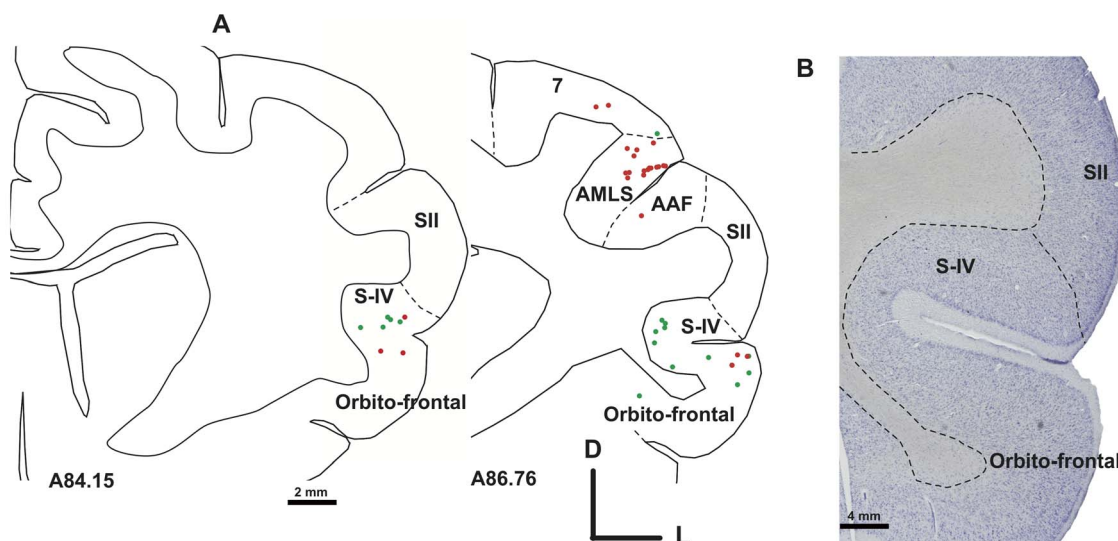 A
B
7
AMLS
AAF
SII
SII
SII
S-IV
S-IV
S-IV
Orbito-frontal
Orbito-frontal
Orbito-frontal
A84.15
A86.76
2 mm
D
L
4 mm